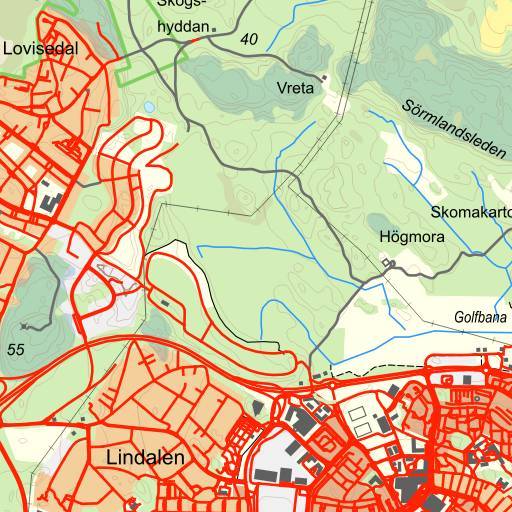 Skogs-
hyddan
40
Lovisedal
Vreta
Sörmlandsleden
Skomakarto
Högmora
Golfbana
55
Lindalen